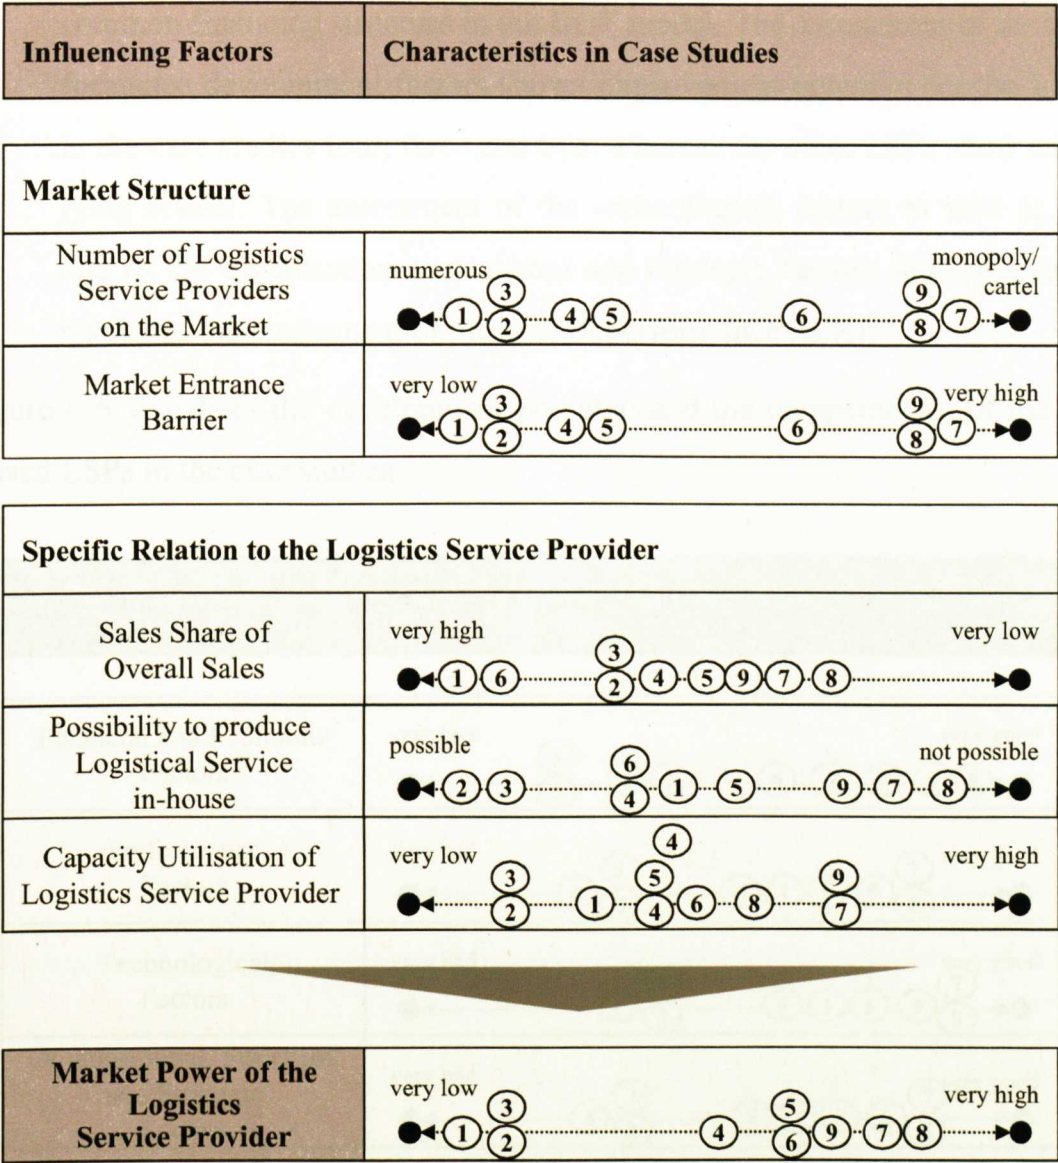 Influencing Factors Characteristics in Case Studies
Market Structure
Number of Logistics
Service Providers
on the Market
numerous
monopoly/
cartel
3 9
1 2 4 5 6 8 7
Market Entrance
Barrier
very low very high
3 9
1 2 4 5 6 8 7
Specific Relation to the Logistics Service Provider
Sales Share of
Overall Sales
very high very low
3
1 6 2 4 5 9 7 8
Possibility to produce
Logistical Service
in-house
possible not possible
6
2 3 4 1 5 9 7 8
Capacity Utilisation of
Logistics Service Provider
very low very high
4
3 5 9
2 1 4 6 8 7
Market Power of the
Logistics
Service Provider
very low very high
3 5
1 2 4 6 9 7 8